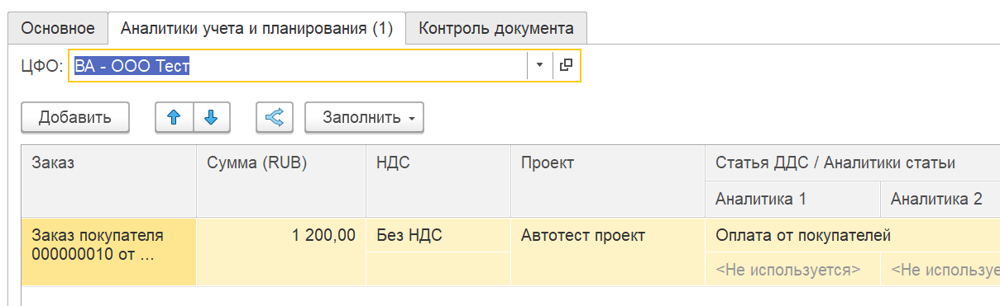 Основное Аналитики учета и планирования (1) Контроль документа
ЦФО: ВА - ООО Тест
Добавить Заполнить
Заказ Сумма (RUB) НДС Проект Статья ДДС / Аналитики статьи
Аналитика 1 Аналитика 2
Заказ покупателя 1 200,00 Без НДС Автотест проект Оплата от покупателей
000000010 от ...
<Не используется> <Не используе